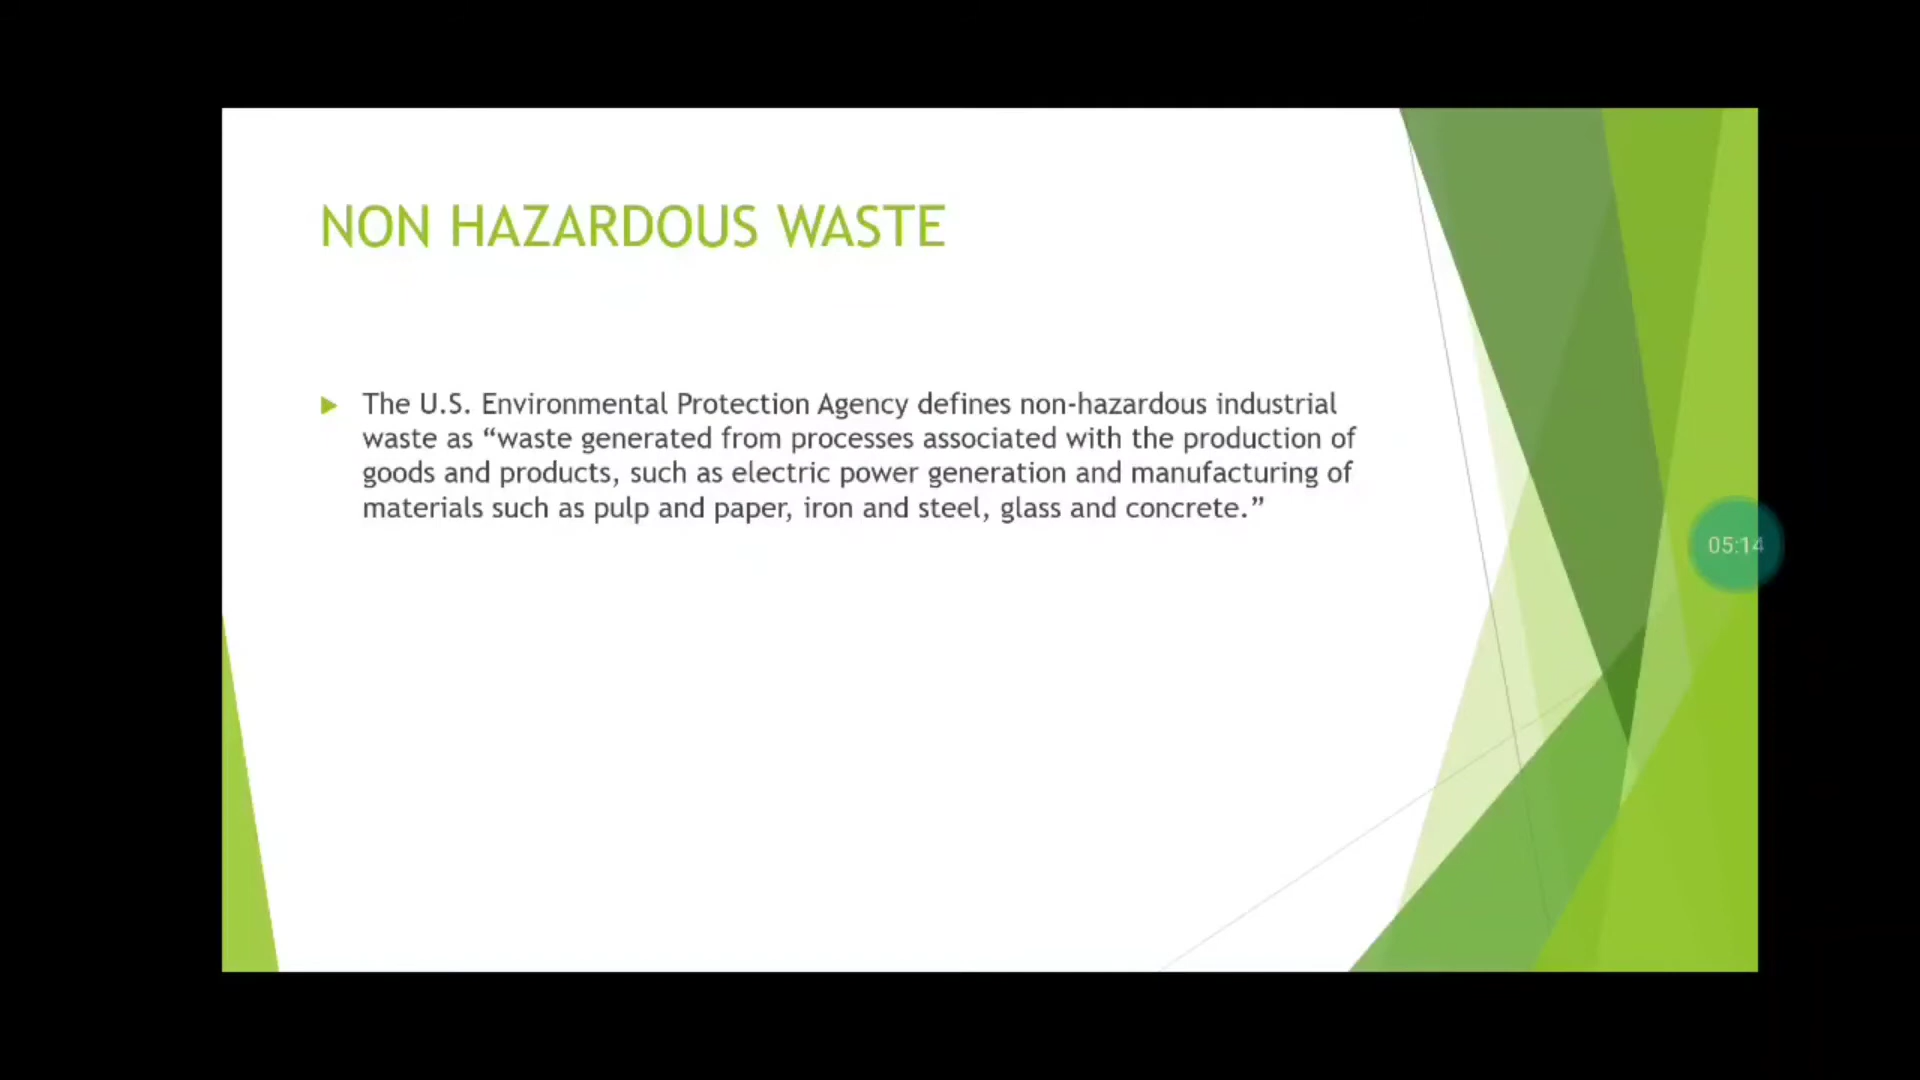 NON HAZARDOUS WASTE
The U.S. Environmental Protection Agency defines non-hazardous industrial
waste as “waste generated from processes associated with the production of
goods and products, such as electric power generation and manufacturing of
materials such as pulp and paper, iron and steel, glass and concrete.”
05:14